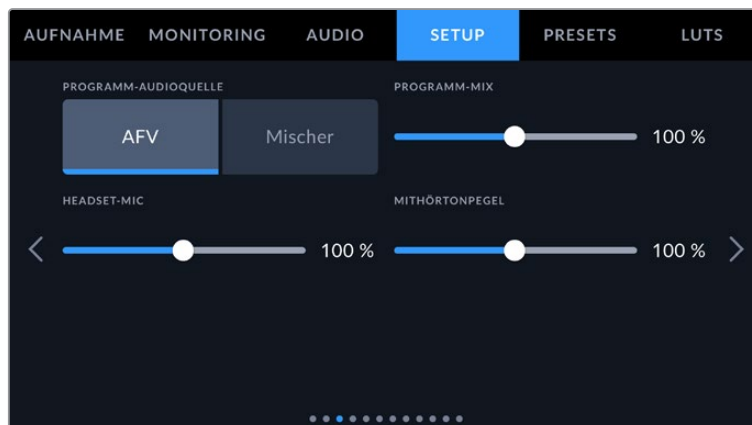 AUFNAHME MONITORING AUDIO SETUP PRESETS LUTS
PROGRAMM-AUDIOQUELLE PROGRAMM-MIX
AFV Mischer 100 %
HEADSET-MIC MITHÖRTONPEGEL
100 % 100 %